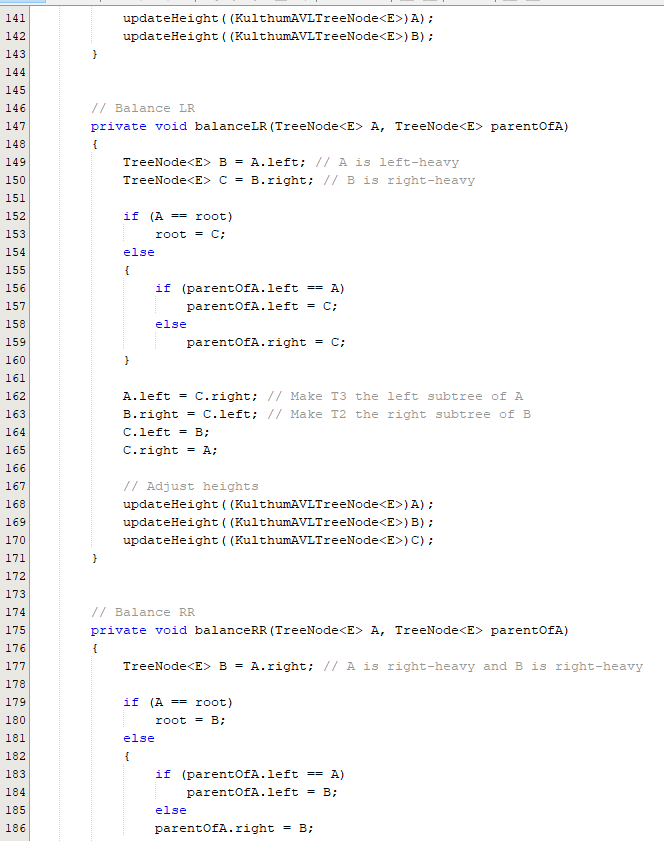 141 updateHeight((KulthumAVLTreeNode<E>)A);
142 updateHeight((KulthumAVLTreeNode<E>)B);
143 }
144
145
146 // Balance LR
147 private void balanceLR(TreeNode<E> A, TreeNode<E> parentOfA)
148 {
149 TreeNode<E> B = A.left; // A is left-heavy
150 TreeNode<E> C = B.right; // B is right-heavy
151
152 if (A == root)
153 root = C;
154 else
155 {
156 if (parentOfA.left == A)
157 parentOfA.left = C;
158 else
159 parentOfA.right = C;
160 }
161
162 A.left = C.right; // Make T3 the left subtree of A
163 B.right = C.left; // Make T2 the right subtree of B
164 C.left = B;
165 C.right = A;
166
167 // Adjust heights
168 updateHeight((KulthumAVLTreeNode<E>)A);
169 updateHeight((KulthumAVLTreeNode<E>)B);
170 updateHeight((KulthumAVLTreeNode<E>)C);
171 }
172
173
174 // Balance RR
175 private void balanceRR(TreeNode<E> A, TreeNode<E> parentOfA)
176 {
177 TreeNode<E> B = A.right; // A is right-heavy and B is right-heavy
178
179 if (A == root)
180 root = B;
181 else
182 {
183 if (parentOfA.left == A)
184 parentOfA.left = B;
185 else
186 parentOfA.right = B;